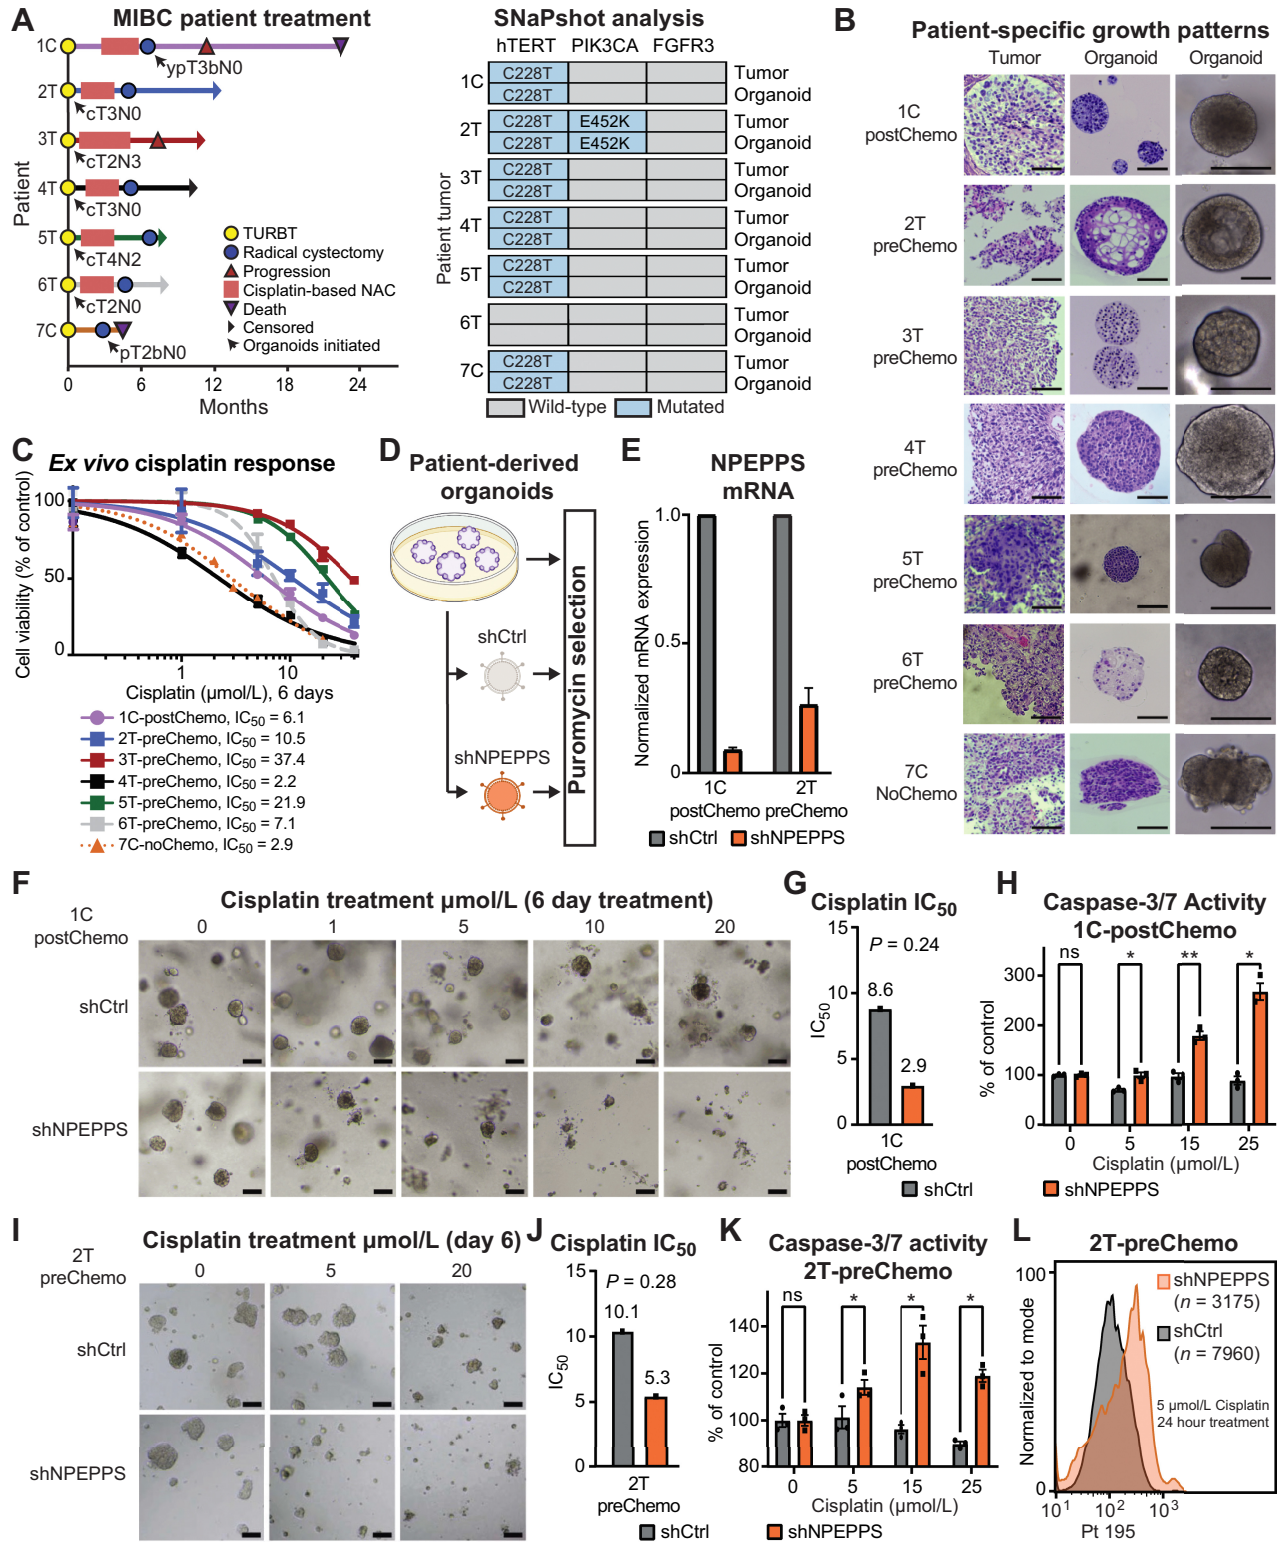 A
MIBC patient treatment
Patient
1C
2T
3T
4T
5T
6T
7C
ypT3bN0
cT3N0
cT2N3
cT3N0
cT4N2
cT2N0
pT2bN0
TURBT
Radical cystectomy
Progression
Cisplatin-based NAC
Death
Censored
Organoids initiated
0 6 12 18 24
Months
SNaPshot analysis
hTERT PIK3CA FGFR3
Patient tumor
1C C228T Tumor
C228T Organoid
2T C228T E452K Tumor
C228T E452K Organoid
3T C228T Tumor
C228T Organoid
4T C228T Tumor
C228T Organoid
5T C228T Tumor
C228T Organoid
6T Tumor
Organoid
7C C228T Tumor
C228T Organoid
Wild-type Mutated
B
Patient-specific growth patterns
Tumor Organoid Organoid
1C
postChemo
2T
preChemo
3T
preChemo
4T
preChemo
5T
preChemo
6T
preChemo
7C
NoChemo
C
Ex vivo cisplatin response
Cell viability (% of control)
100
50
0
1 10
Cisplatin (µmol/L), 6 days
1C-postChemo, IC50 = 6.1
2T-preChemo, IC50 = 10.5
3T-preChemo, IC50 = 37.4
4T-preChemo, IC50 = 2.2
5T-preChemo, IC50 = 21.9
6T-preChemo, IC50 = 7.1
7C-noChemo, IC50 = 2.9
D
Patient-derived
organoids
shCtrl
shNPEPPS
Puromycin selection
E
NPEPPS
mRNA
Normalized mRNA expression
1.0
0.5
0
1C 2T
postChemo preChemo
shCtrl shNPEPPS
F
Cisplatin treatment µmol/L (6 day treatment)
1C
postChemo
0 1 5 10 20
shCtrl
shNPEPPS
G
Cisplatin IC50
P = 0.24
IC50
15
10
5
0
8.6
2.9
1C
postChemo
H
Caspase-3/7 Activity
1C-postChemo
% of control
300
200
100
0
ns * ** *
0 5 15 25
Cisplatin (µmol/L)
shCtrl shNPEPPS
I
Cisplatin treatment µmol/L (day 6)
2T
preChemo
0 5 20
shCtrl
shNPEPPS
J
Cisplatin IC50
P = 0.28
IC50
15
10
5
0
10.1
5.3
2T
preChemo
K
Caspase-3/7 activity
2T-preChemo
% of control
140
120
100
80
ns * * *
0 5 15 25
Cisplatin (µmol/L)
shCtrl shNPEPPS
L
2T-preChemo
Normalized to mode
100
0
shNPEPPS
(n = 3175)
shCtrl
(n = 7960)
5 µmol/L Cisplatin
24 hour treatment
10^1 10^2 10^3
Pt 195